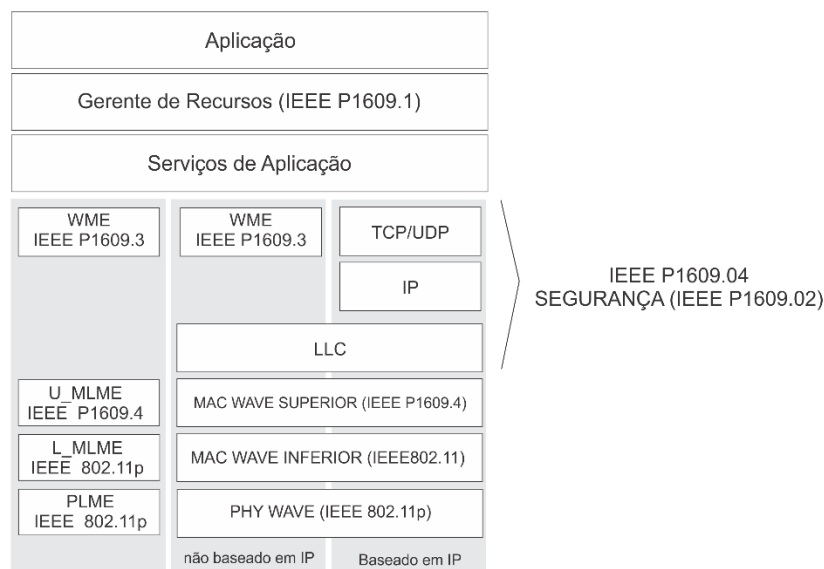 Aplicação
Gerente de Recursos (IEEE P1609.1)
Serviços de Aplicação
WME
IEEE P1609.3
WME
IEEE P1609.3
TCP/UDP
IP
IEEE P1609.04
SEGURANÇA (IEEE P1609.02)
LLC
U_MLME
IEEE P1609.4
MAC WAVE SUPERIOR (IEEE P1609.4)
L_MLME
IEEE 802.11p
MAC WAVE INFERIOR (IEEE802.11)
PLME
IEEE 802.11p
PHY WAVE (IEEE 802.11p)
não baseado em IP
Baseado em IP